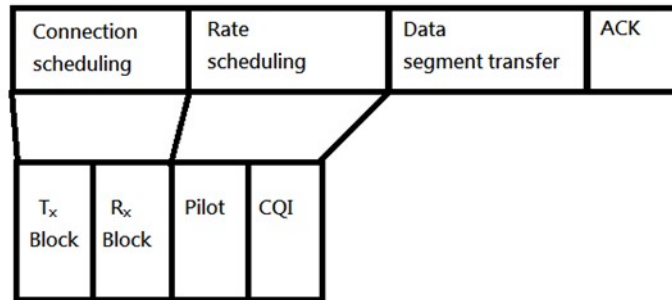 Connection
scheduling
Rate
scheduling
Data
segment transfer
ACK
Tₓ
Block
Rₓ
Block
Pilot
CQI